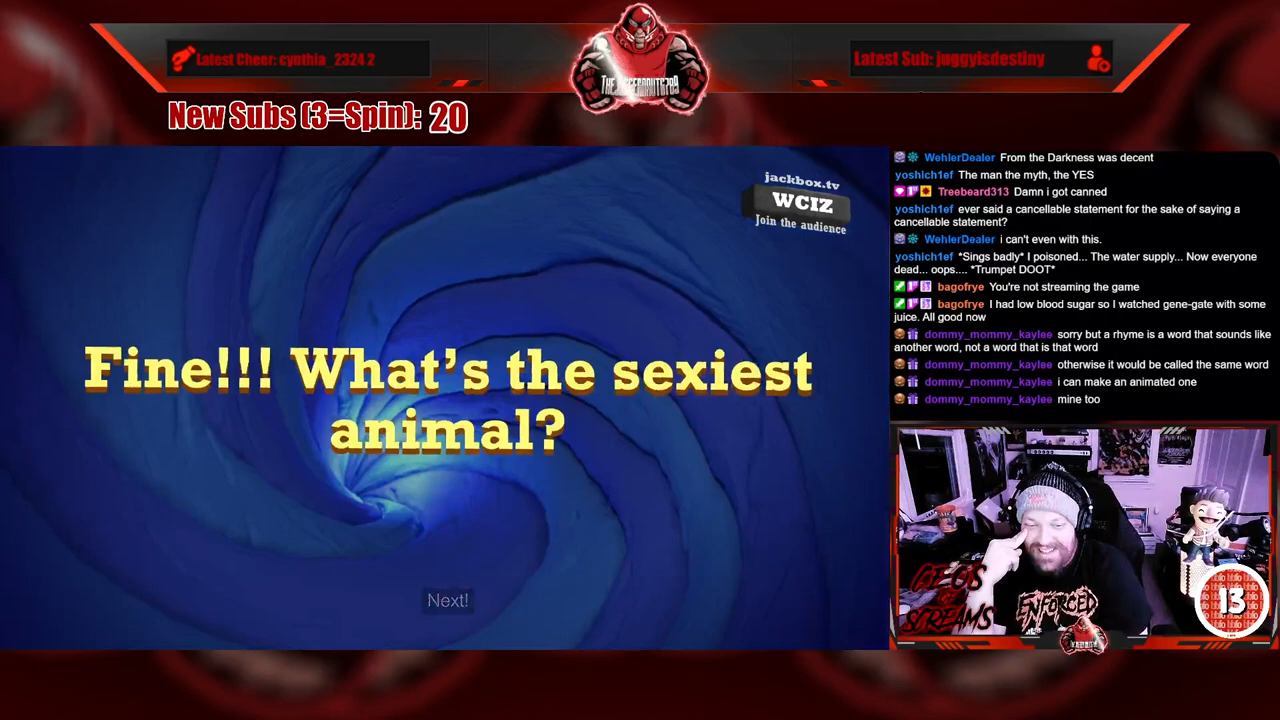 Latest Cheer: cynthia_2324 2
THEJUGGERNAUT6789
Latest Sub: juggyisdestiny
New Subs (3=Spin): 20
jackbox.tv
WCIZ
Join the audience
Fine!!! What's the sexiest
animal?
Next!
WehlerDealer From the Darkness was decent
yoshich1ef The man the myth, the YES
Treebeard313 Damn i got canned
yoshich1ef ever said a cancellable statement for the sake of saying a
cancellable statement?
WehlerDealer i can't even with this.
yoshich1ef *Sings badly* I poisoned... The water supply... Now everyone
dead... oops.... *Trumpet DOOT*
bagofrye You're not streaming the game
bagofrye I had low blood sugar so I watched gene-gate with some
juice. All good now
dommy_mommy_kaylee sorry but a rhyme is a word that sounds like
another word, not a word that is that word
dommy_mommy_kaylee otherwise it would be called the same word
dommy_mommy_kaylee i can make an animated one
dommy_mommy_kaylee mine too
SCREAMS
ENFORCED
13